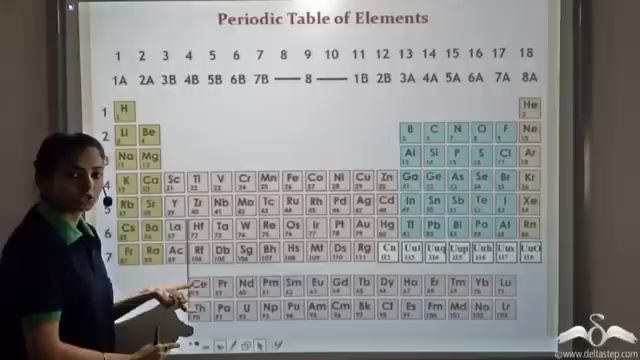 Periodic Table of Elements
1 2 3 4 5 6 7 8 9 10 11 12 13 14 15 16 17 18
1A 2A 3B 4B 5B 6B 7B 8 1B 2B 3A 4A 5A 6A 7A 8A
1 H He
2 Li Be B C N O F Ne
Na Mg Al Si P S Cl Ar
4 K Ca Sc Ti V Cr Mn Fe Co Ni Cu Zn Ga Ge As Se Br Kr
5 Rb Sr Y Zr Nb Mo Tc Ru Rh Pd Ag Cd In Sn Sb Te I Xe
6 Cs Ba La Hf Ta W Re Os Ir Pt Au Hg Tl Pb Bi Po At Rn
7 Fr Ra Ac Rf Db Sg Bh Hs Mt Ds Rg Cn Uut Uuq Uup Uuh Uus UuO
Ce Pr Nd Pm Sm Eu Gd Tb Dy Ho Er Tm Yb Lu
Th Pa U Np Pu Am Cm Bk Cf Es Fm Md No Lr
©www.deltastep.com